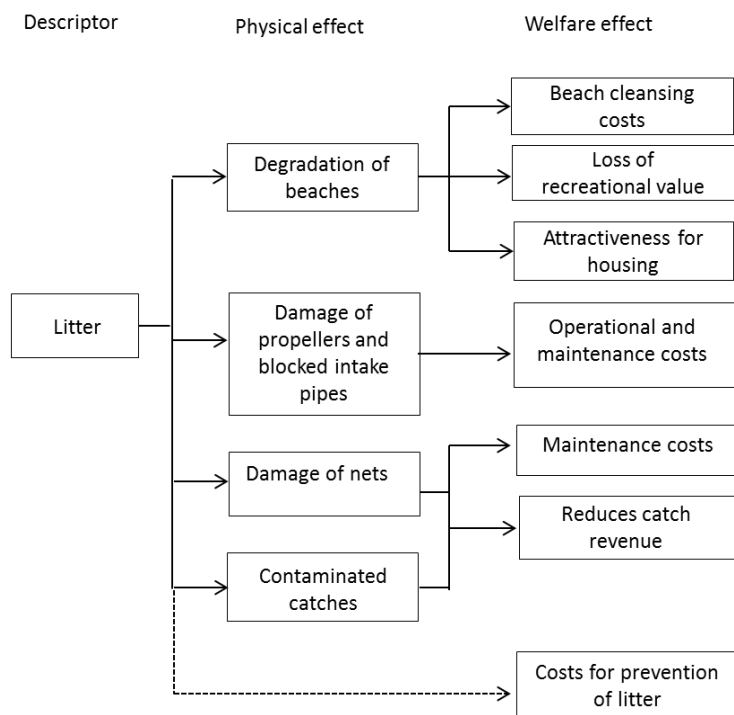 Descriptor
Physical effect
Welfare effect
Beach cleansing
costs
Degradation of
beaches
Loss of
recreational value
Attractiveness for
housing
Litter
Damage of
propellers and
blocked intake
pipes
Operational and
maintenance costs
Damage of nets
Maintenance costs
Reduces catch
revenue
Contaminated
catches
Costs for prevention
of litter